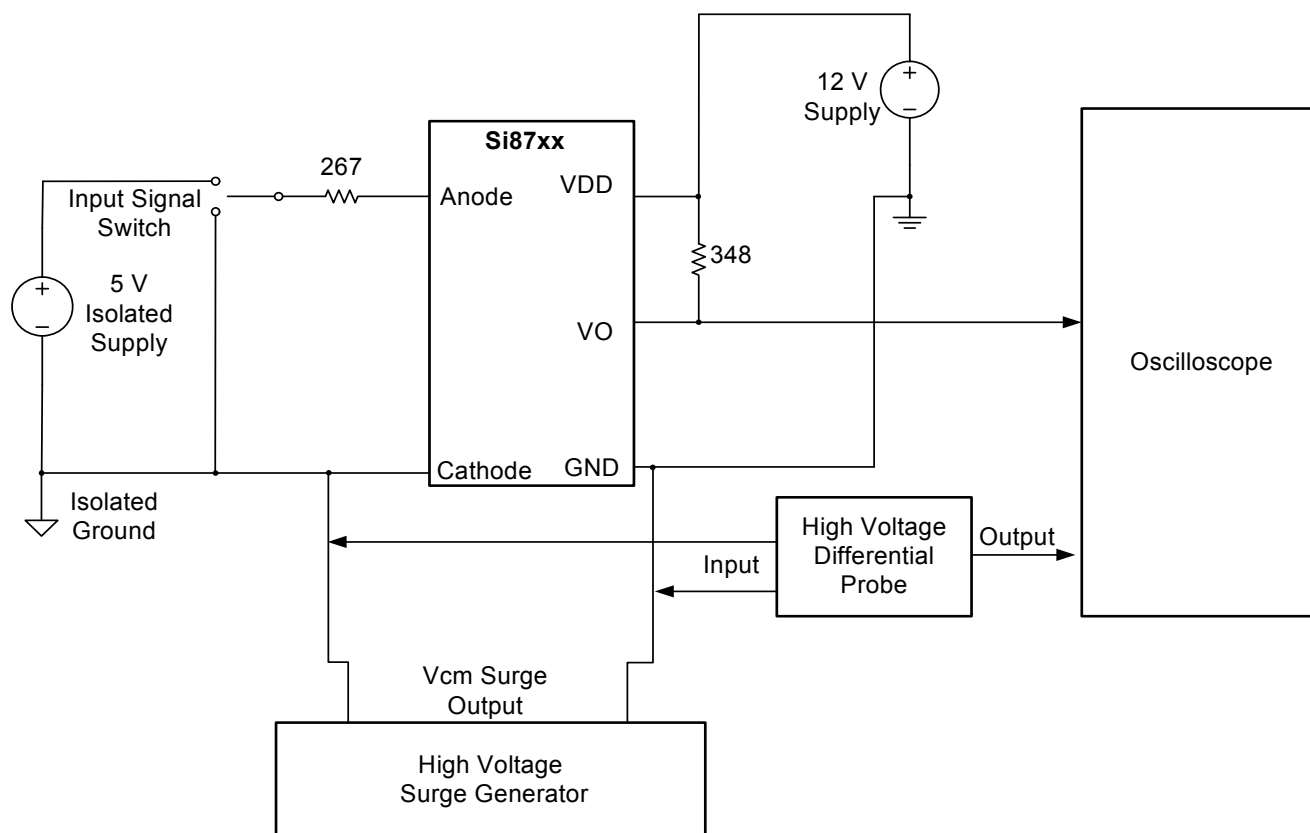 12 V
Supply
Si87xx
267
Anode
VDD
Input Signal
Switch
348
5 V
Isolated
Supply
VO
Oscilloscope
Cathode
GND
Isolated
Ground
High Voltage
Differential
Probe
Input
Output
Vcm Surge
Output
High Voltage
Surge Generator